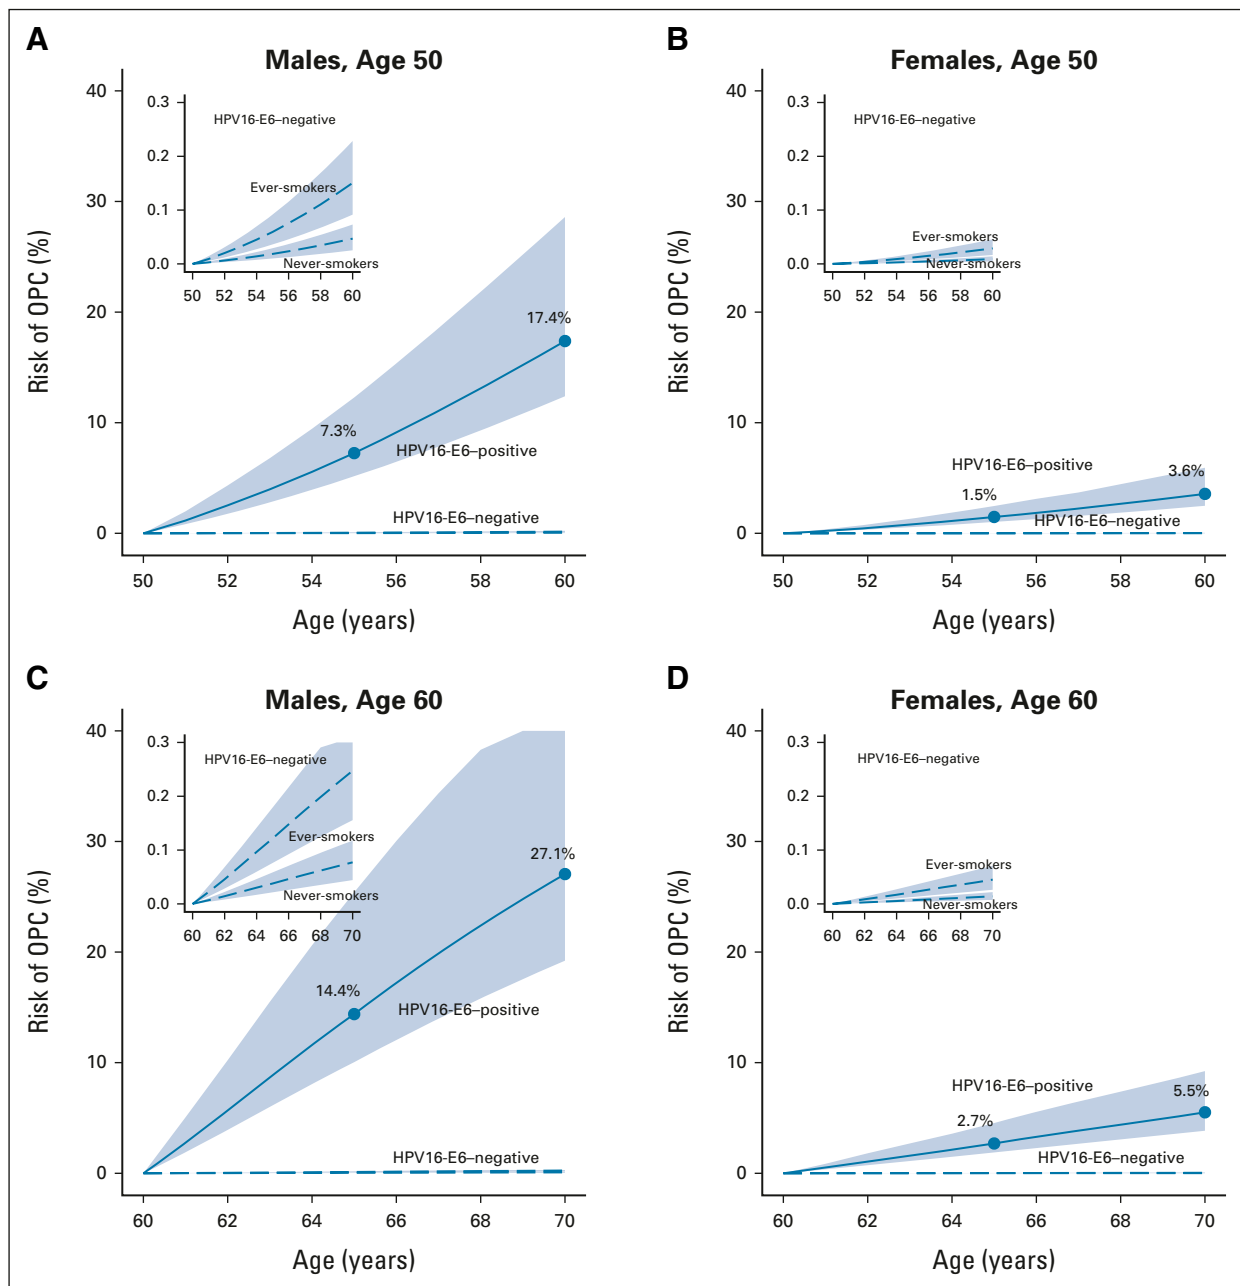 A
Males, Age 50
Risk of OPC (%)
40
30
20
10
0
0.3
0.2
0.1
0.0
HPV16-E6–negative
Ever-smokers
Never-smokers
50 52 54 56 58 60
17.4%
7.3%
HPV16-E6–positive
HPV16-E6–negative
50 52 54 56 58 60
Age (years)
B
Females, Age 50
Risk of OPC (%)
40
30
20
10
0
0.3
0.2
0.1
0.0
HPV16-E6–negative
Ever-smokers
Never-smokers
50 52 54 56 58 60
HPV16-E6–positive
3.6%
1.5%
HPV16-E6–negative
50 52 54 56 58 60
Age (years)
C
Males, Age 60
Risk of OPC (%)
40
30
20
10
0
0.3
0.2
0.1
0.0
HPV16-E6–negative
Ever-smokers
Never-smokers
60 62 64 66 68 70
27.1%
14.4%
HPV16-E6–positive
HPV16-E6–negative
60 62 64 66 68 70
Age (years)
D
Females, Age 60
Risk of OPC (%)
40
30
20
10
0
0.3
0.2
0.1
0.0
HPV16-E6–negative
Ever-smokers
Never-smokers
60 62 64 66 68 70
HPV16-E6–positive
5.5%
2.7%
HPV16-E6–negative
60 62 64 66 68 70
Age (years)